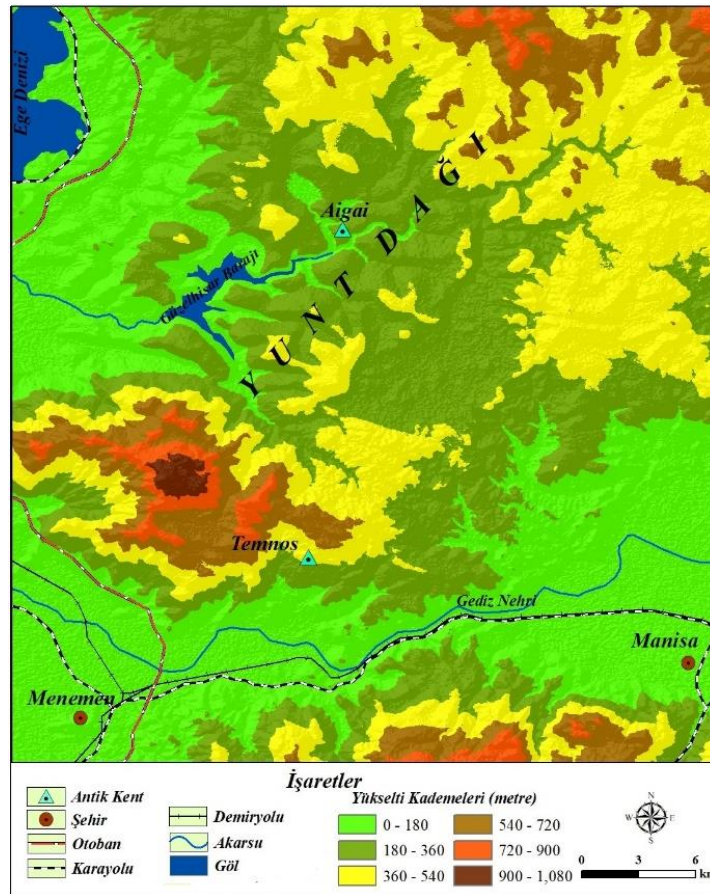 Ege Denizi
Aigai
YUNT DAĞI
Güzelhisar Barajı
Temnos
Gediz Nehri
Manisa
Menemen
İşaretler
Antik Kent
Şehir
Otoban
Karayolu
Demiryolu
Akarsu
Göl
Yükselti Kademeleri (metre)
0 - 180
180 - 360
360 - 540
540 - 720
720 - 900
900 - 1,080
N
W E
S
0 3 6
km